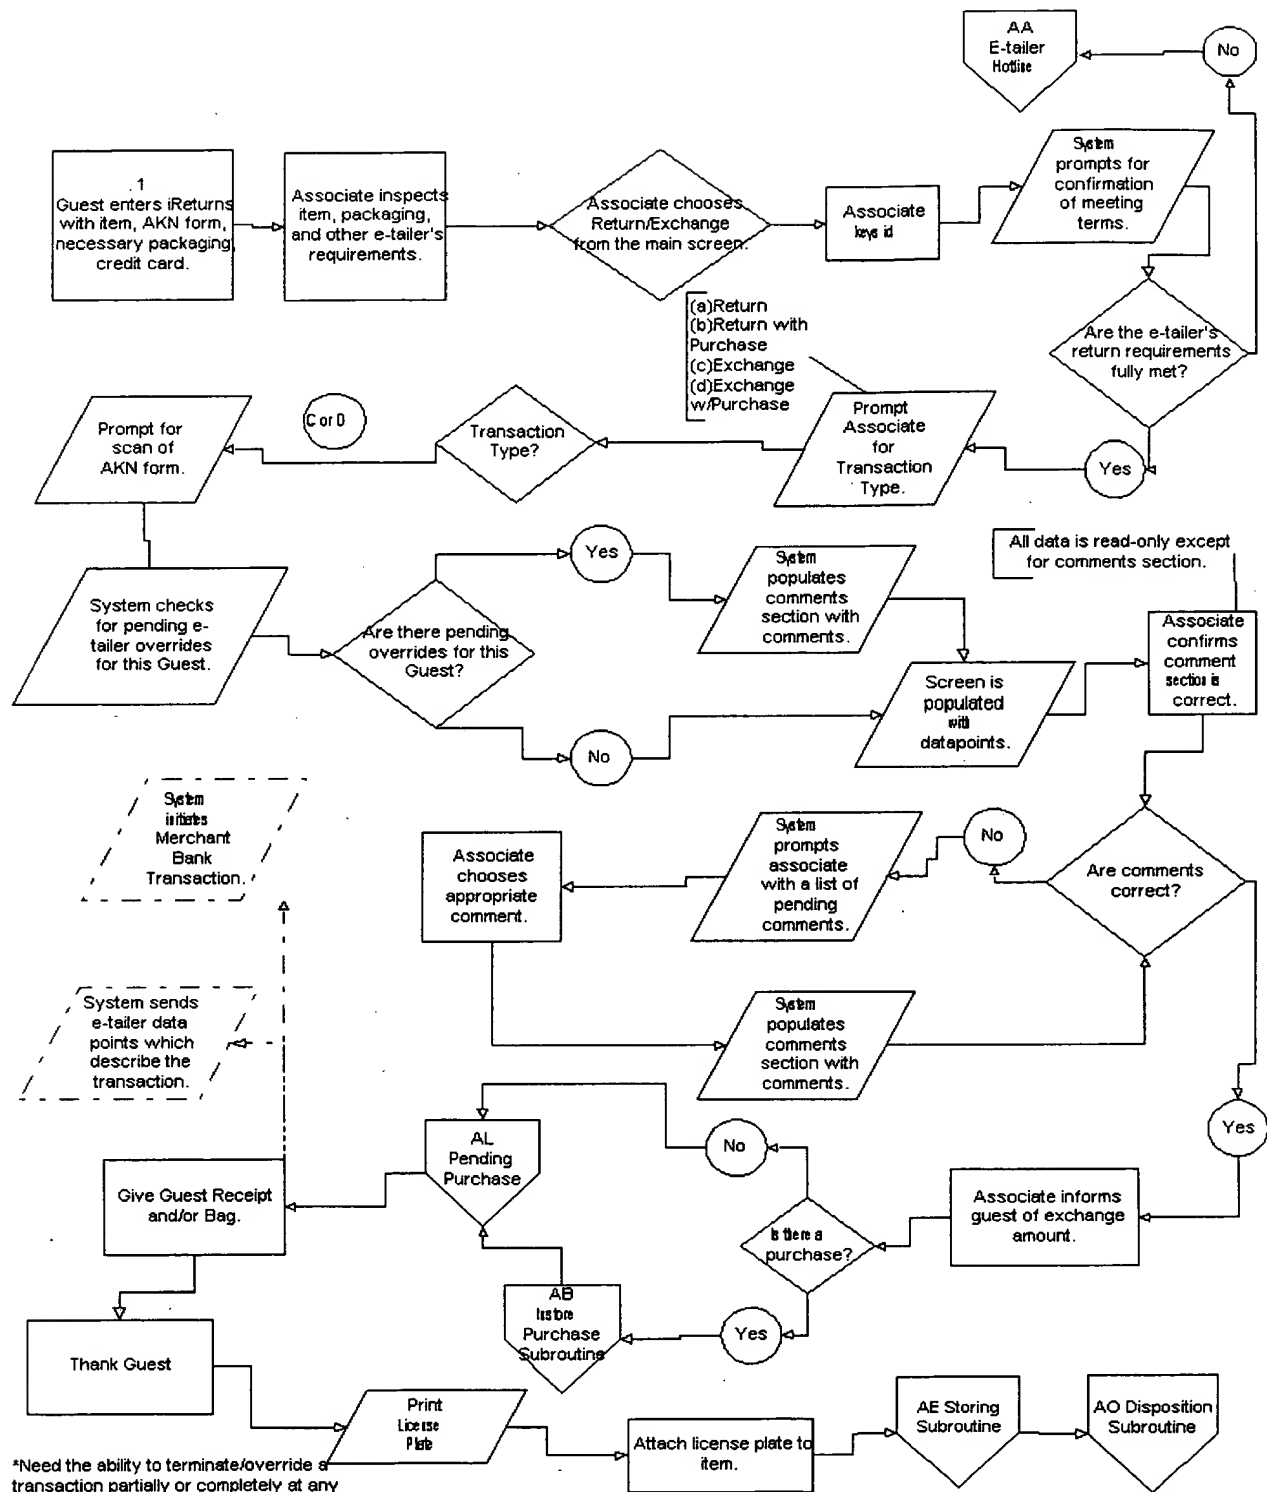 AA
E-tailer
Hotline
No
.1
Guest enters iReturns
with item, AKN form,
necessary packaging,
credit card.
Associate inspects
item, packaging,
and other e-tailer's
requirements.
Associate chooses
Return/Exchange
from the main screen.
Associate
keys id
System
prompts for
confirmation
of meeting
terms.
Are the e-tailer's
return requirements
fully met?
(a)Return
(b)Return with
Purchase
(c)Exchange
(d)Exchange
w/Purchase
Prompt for
scan of
AKN form.
C or D
Transaction
Type?
Prompt
Associate
for
Transaction
Type.
Yes
System checks
for pending e-
tailer overrides
for this Guest.
Are there pending
overrides for this
Guest?
Yes
No
System
populates
comments
section with
comments.
Screen is
populated
with
datapoints.
All data is read-only except
for comments section.
Associate
confirms
comment
section is
correct.
System
initiates
Merchant
Bank
Transaction.
Associate
chooses
appropriate
comment.
System
prompts
associate
with a list of
pending
comments.
No
Are comments
correct?
System sends
e-tailer data
points which
describe the
transaction.
System
populates
comments
section with
comments.
Yes
AL
Pending
Purchase
No
Give Guest Receipt
and/or Bag.
Is there a
purchase?
Associate informs
guest of exchange
amount.
AB
Instore
Purchase
Subroutine
Yes
Thank Guest
Print
License
Plate
Attach license plate to
item.
AE Storing
Subroutine
AO Disposition
Subroutine
*Need the ability to terminate/override a
transaction partially or completely at any